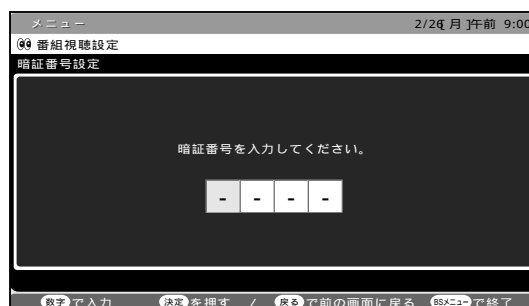 メニュー 2/26[月]午前 9:00
番組視聴設定
暗証番号設定
暗証番号を入力してください。
- - - -
数字で入力 決定を押す / 戻るで前の画面に戻る BSメニューで終了